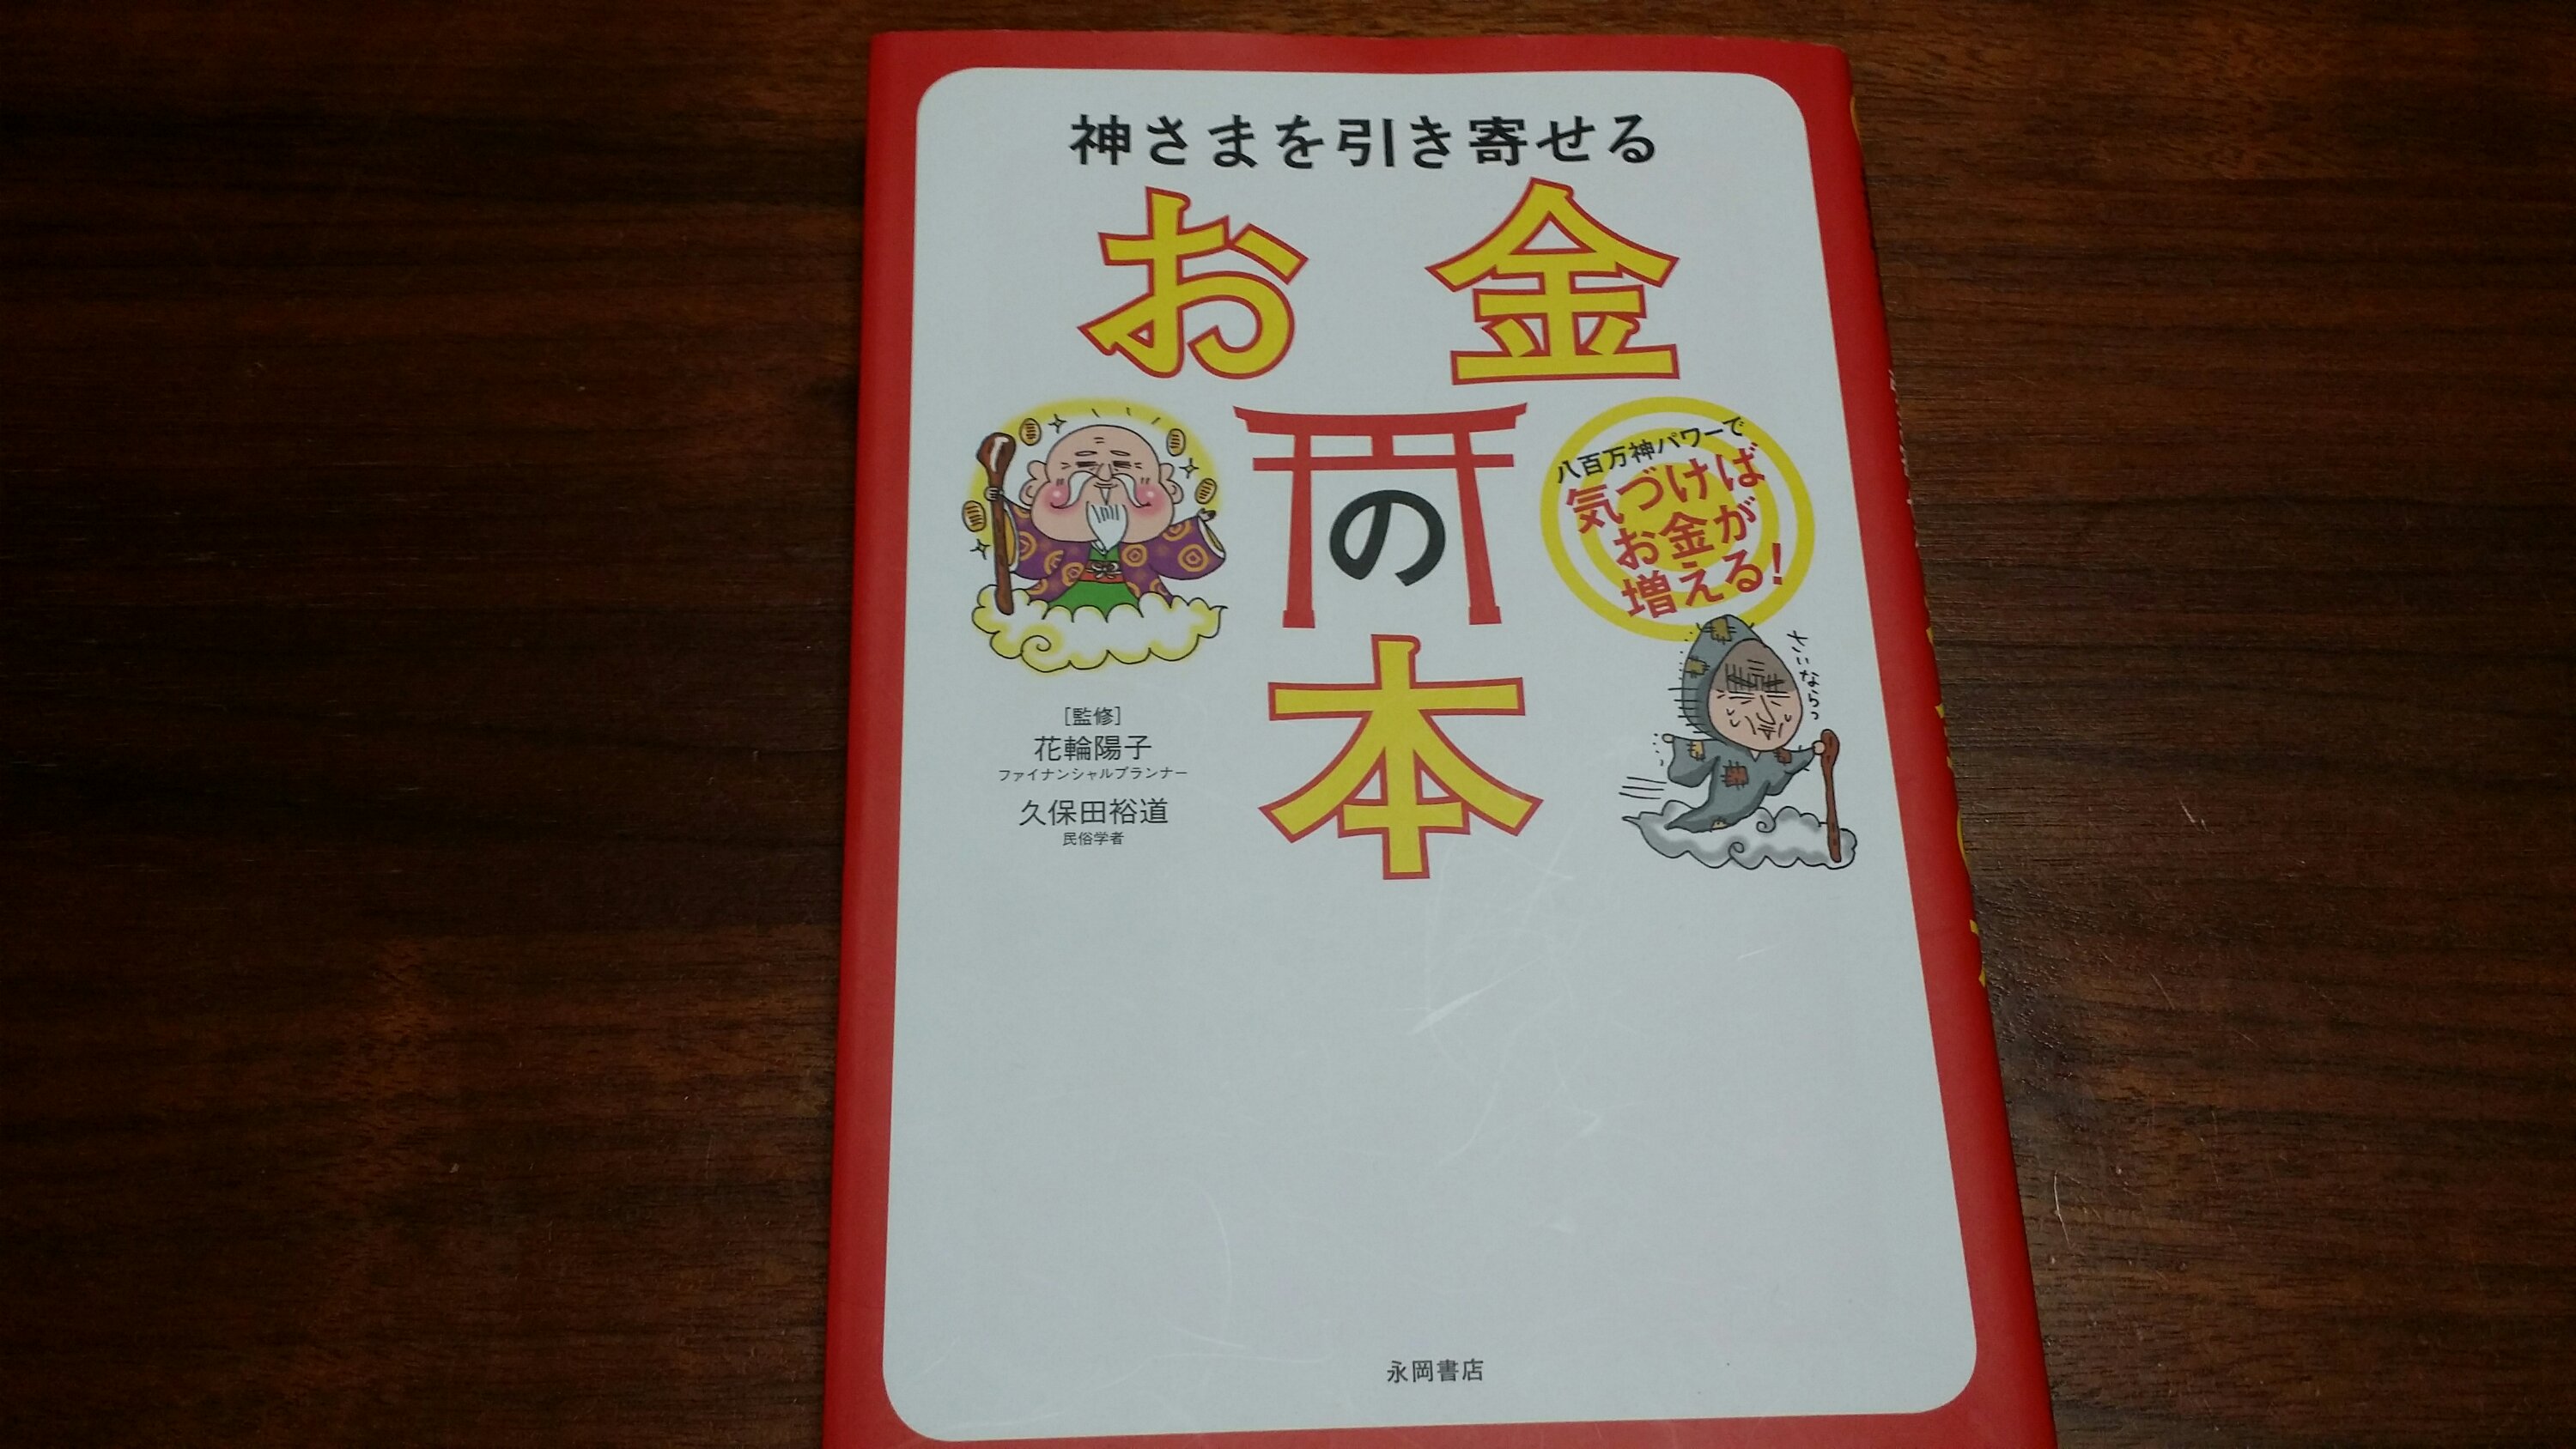 神さまを引き寄せる
お金
の
本
八百万神パワーで
気づけば
お金が
増える!
さいならっ
[監修]
花輪陽子
ファイナンシャルプランナー
久保田裕道
民俗学者
永岡書店